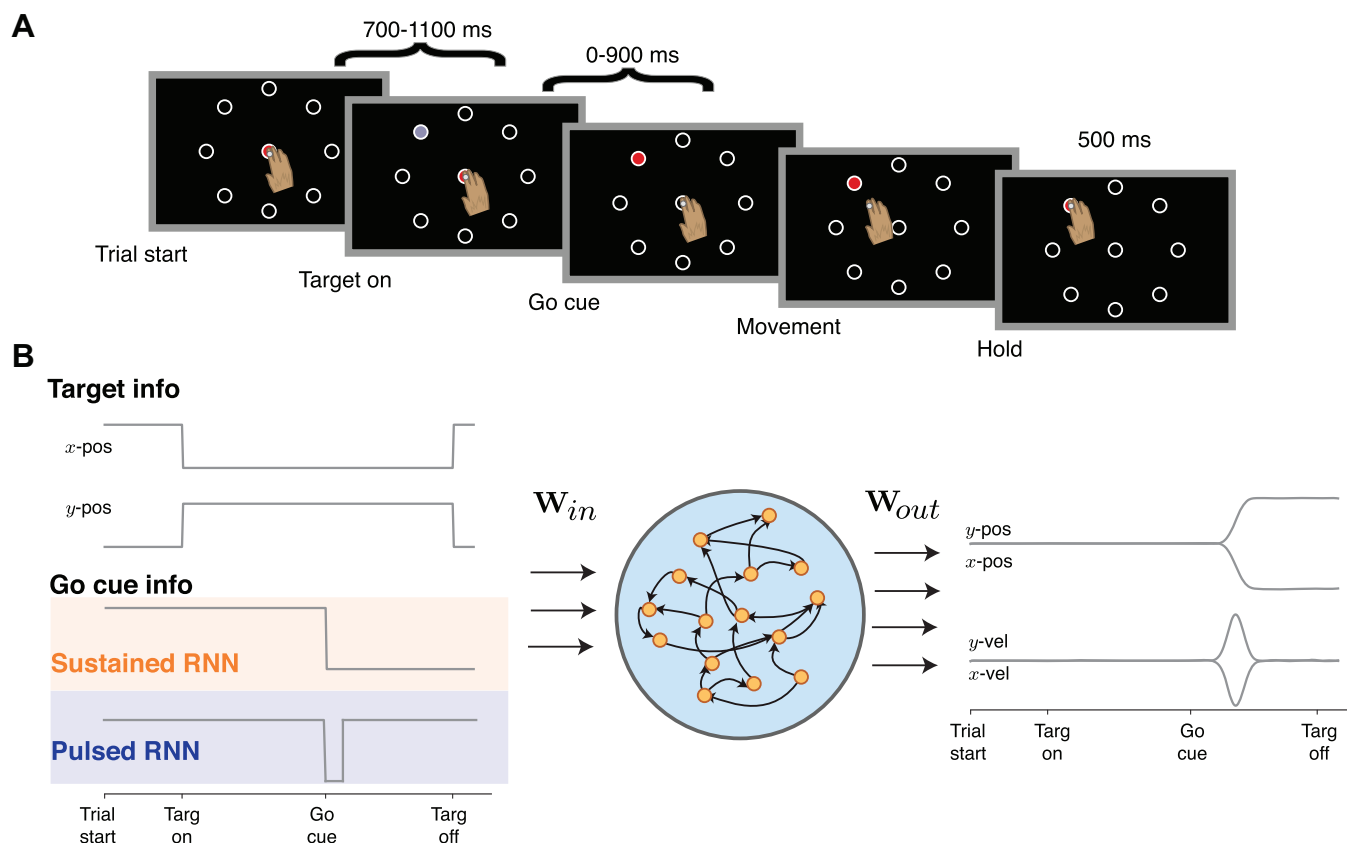 A
700-1100 ms
0-900 ms
500 ms
Trial start
Target on
Go cue
Movement
Hold
B
Target info
x-pos
y-pos
Go cue info
Sustained RNN
Pulsed RNN
Trial
start
Targ
on
Go
cue
Targ
off
W_in
W_out
y-pos
x-pos
y-vel
x-vel
Trial
start
Targ
on
Go
cue
Targ
off